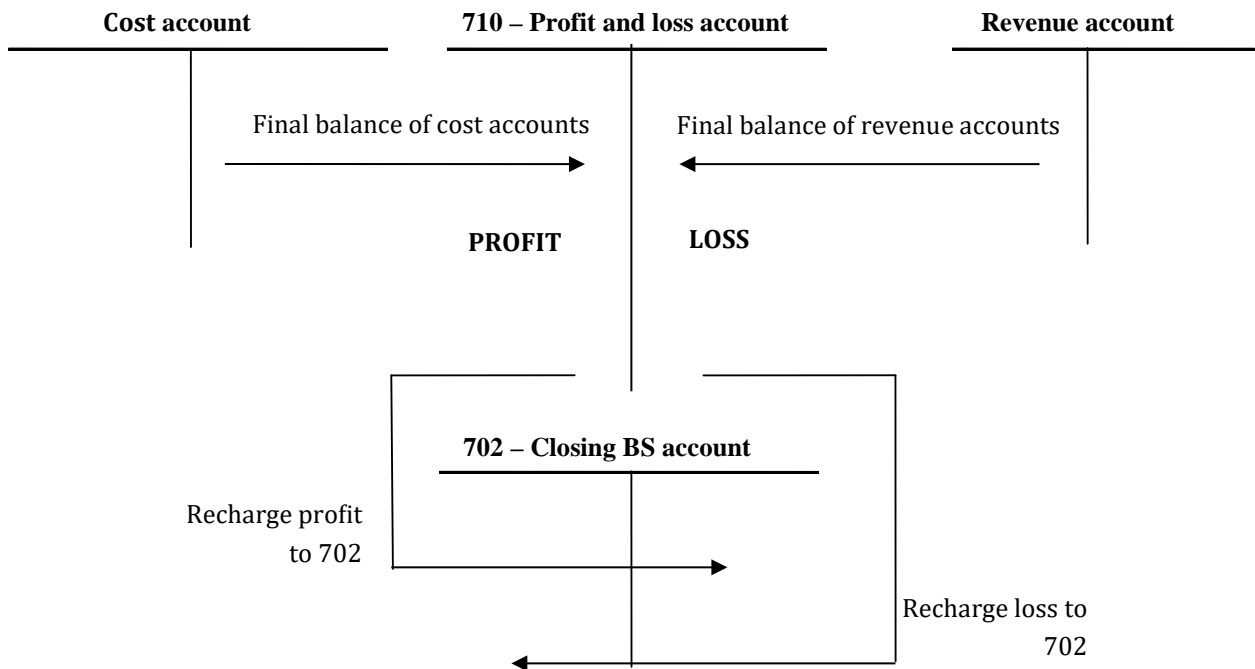 Cost account
710 – Profit and loss account
Revenue account
Final balance of cost accounts
Final balance of revenue accounts
PROFIT
LOSS
702 – Closing BS account
Recharge profit
to 702
Recharge loss to
702